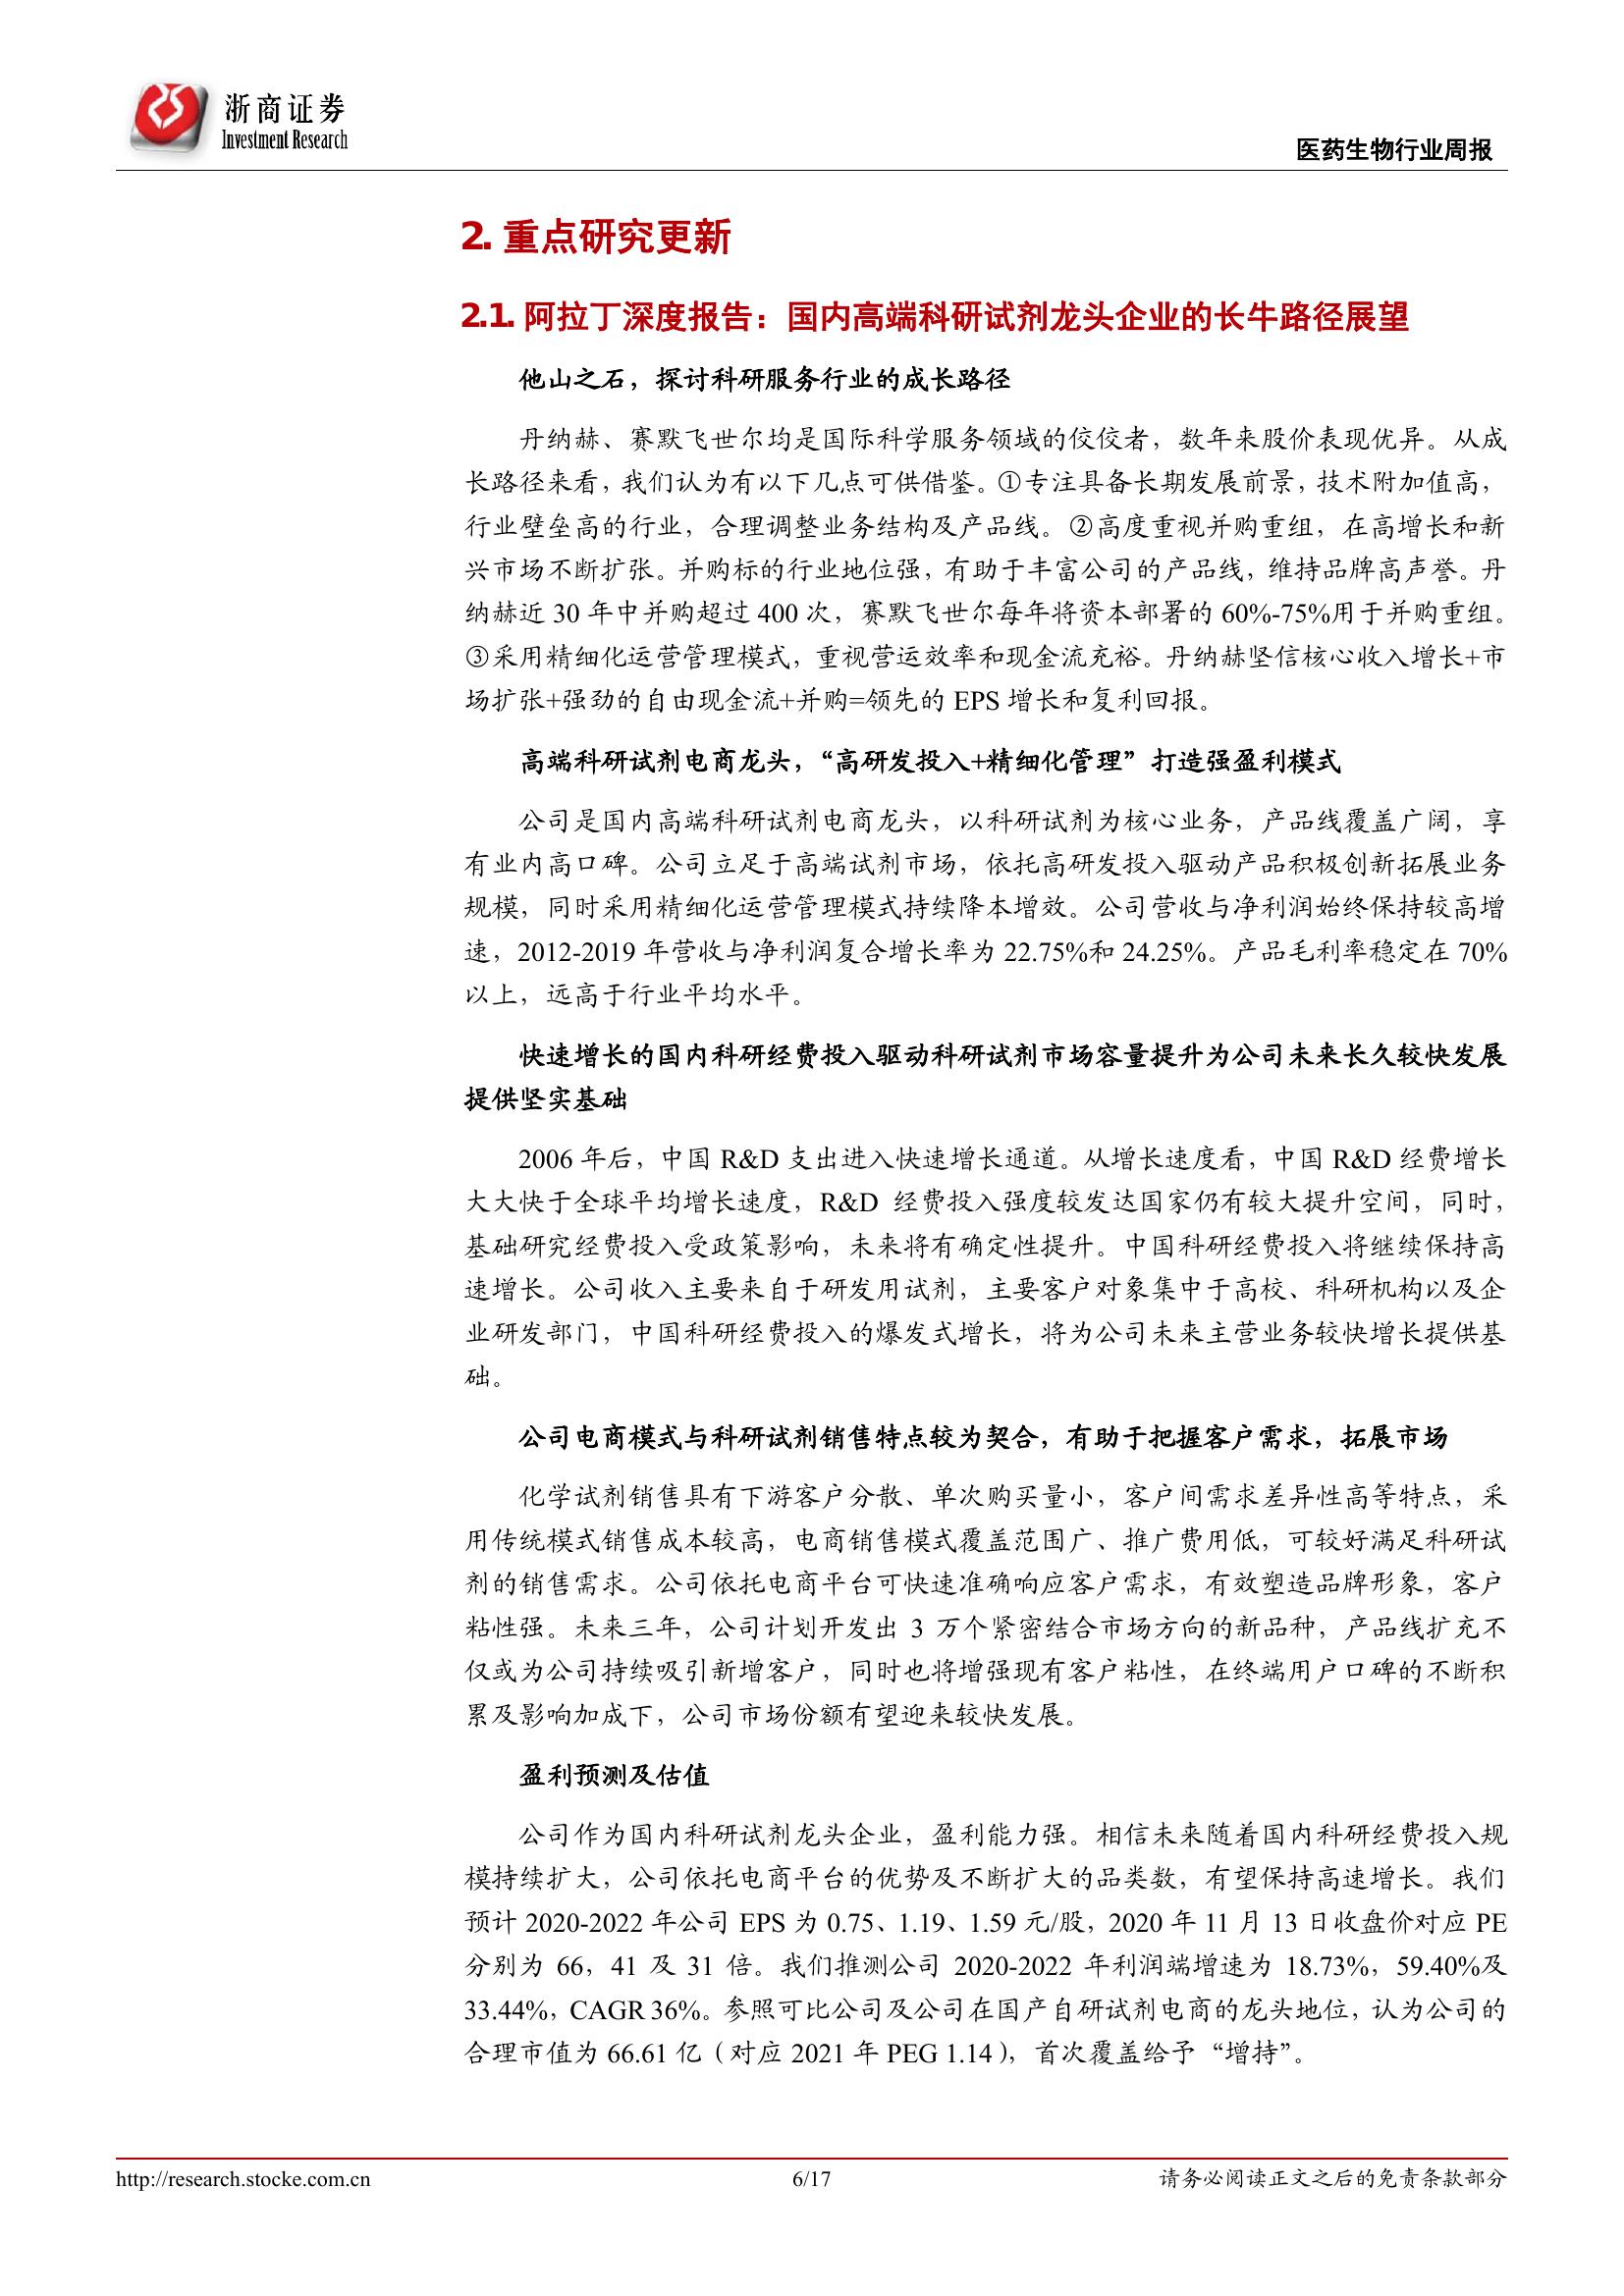 浙商证券
Investment Research
医药生物行业周报
2. 重点研究更新
2.1. 阿拉丁深度报告：国内高端科研试剂龙头企业的长牛路径展望
他山之石，探讨科研服务行业的成长路径
丹纳赫、赛默飞世尔均是国际科学服务领域的佼佼者，数年来股价表现优异。从成
长路径来看，我们认为有以下几点可供借鉴。①专注具备长期发展前景，技术附加值高，
行业壁垒高的行业，合理调整业务结构及产品线。②高度重视并购重组，在高增长和新
兴市场不断扩张。并购标的行业地位强，有助于丰富公司的产品线，维持品牌高声誉。丹
纳赫近 30 年中并购超过 400 次，赛默飞世尔每年将资本部署的 60%-75%用于并购重组。
③采用精细化运营管理模式，重视营运效率和现金流充裕。丹纳赫坚信核心收入增长+市
场扩张+强劲的自由现金流+并购=领先的 EPS 增长和复利回报。
高端科研试剂电商龙头，“高研发投入+精细化管理”打造强盈利模式
公司是国内高端科研试剂电商龙头，以科研试剂为核心业务，产品线覆盖广阔，享
有业内高口碑。公司立足于高端试剂市场，依托高研发投入驱动产品积极创新拓展业务
规模，同时采用精细化运营管理模式持续降本增效。公司营收与净利润始终保持较高增
速，2012-2019 年营收与净利润复合增长率为 22.75%和 24.25%。产品毛利率稳定在 70%
以上，远高于行业平均水平。
快速增长的国内科研经费投入驱动科研试剂市场容量提升为公司未来长久较快发展
提供坚实基础
2006 年后，中国 R&D 支出进入快速增长通道。从增长速度看，中国 R&D 经费增长
大大快于全球平均增长速度，R&D 经费投入强度较发达国家仍有较大提升空间，同时，
基础研究经费投入受政策影响，未来将有确定性提升。中国科研经费投入将继续保持高
速增长。公司收入主要来自于研发用试剂，主要客户对象集中于高校、科研机构以及企
业研发部门，中国科研经费投入的爆发式增长，将为公司未来主营业务较快增长提供基
础。
公司电商模式与科研试剂销售特点较为契合，有助于把握客户需求，拓展市场
化学试剂销售具有下游客户分散、单次购买量小，客户间需求差异性高等特点，采
用传统模式销售成本较高，电商销售模式覆盖范围广、推广费用低，可较好满足科研试
剂的销售需求。公司依托电商平台可快速准确响应客户需求，有效塑造品牌形象，客户
粘性强。未来三年，公司计划开发出 3 万个紧密结合市场方向的新品种，产品线扩充不
仅或为公司持续吸引新增客户，同时也将增强现有客户粘性，在终端用户口碑的不断积
累及影响加成下，公司市场份额有望迎来较快发展。
盈利预测及估值
公司作为国内科研试剂龙头企业，盈利能力强。相信未来随着国内科研经费投入规
模持续扩大，公司依托电商平台的优势及不断扩大的品类数，有望保持高速增长。我们
预计 2020-2022 年公司 EPS 为 0.75、1.19、1.59 元/股，2020 年 11 月 13 日收盘价对应 PE
分别为 66，41 及 31 倍。我们推测公司 2020-2022 年利润端增速为 18.73%，59.40%及
33.44%，CAGR 36%。参照可比公司及公司在国产自研试剂电商的龙头地位，认为公司的
合理市值为 66.61 亿（对应 2021 年 PEG 1.14），首次覆盖给予“增持”。
http://research.stocke.com.cn
6/17
请务必阅读正文之后的免责条款部分